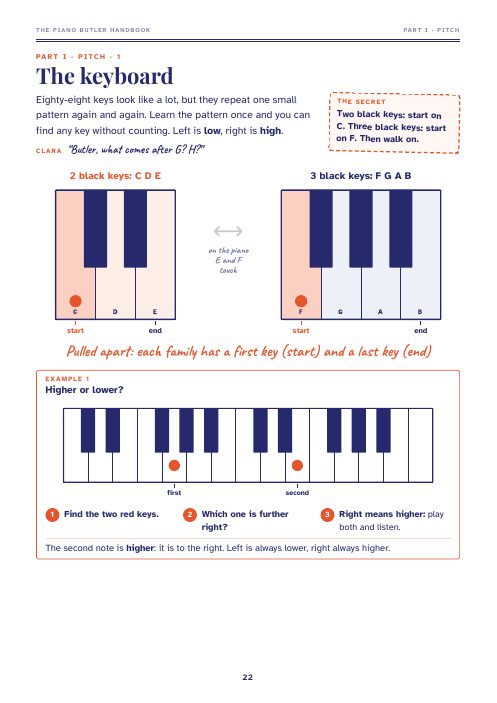 THE PIANO BUTLER HANDBOOK
PART I · PITCH
PART I · PITCH · 1
The keyboard
Eighty-eight keys look like a lot, but they repeat one small
pattern again and again. Learn the pattern once and you can
find any key without counting. Left is low, right is high.
CLARA "Butler, what comes after G? H?"
THE SECRET
Two black keys: start on
C. Three black keys: start
on F. Then walk on.
2 black keys: C D E
3 black keys: F G A B
on the piano
E and F
touch
C D E
start end
F G A B
start end
Pulled apart: each family has a first key (start) and a last key (end)
EXAMPLE 1
Higher or lower?
first second
1 Find the two red keys.
2 Which one is further
right?
3 Right means higher: play
both and listen.
The second note is higher: it is to the right. Left is always lower, right always higher.
22